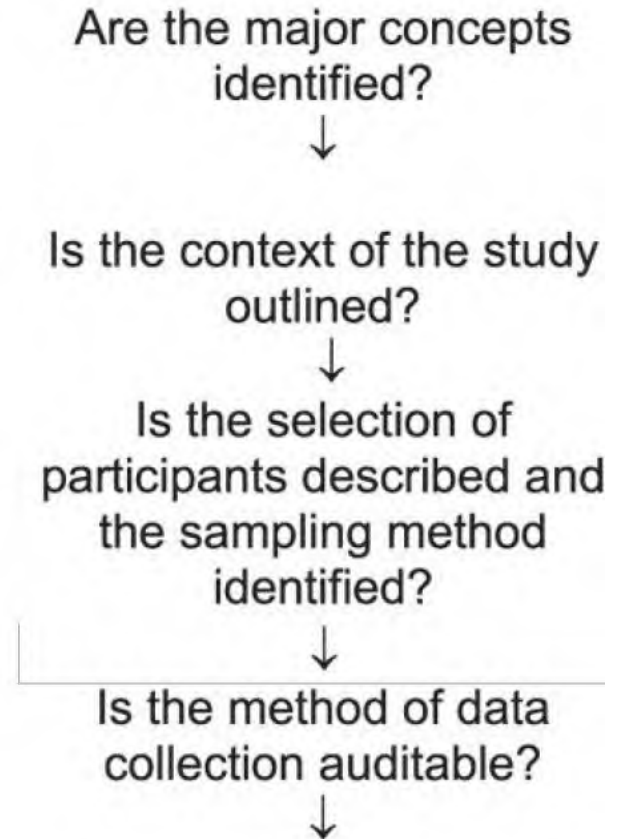 Are the major concepts
identified?
↓
Is the context of the study
outlined?
↓
Is the selection of
participants described and
the sampling method
identified?
↓
Is the method of data
collection auditable?
↓